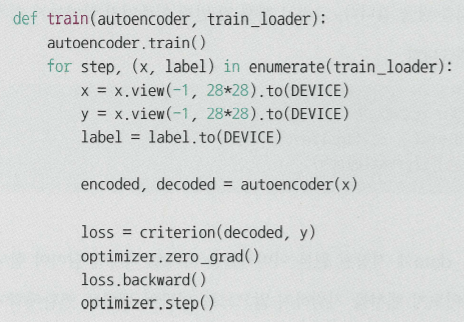 def train(autoencoder, train_loader):
    autoencoder.train()
    for step, (x, label) in enumerate(train_loader):
        x = x.view(-1, 28*28).to(DEVICE)
        y = x.view(-1, 28*28).to(DEVICE)
        label = label.to(DEVICE)

        encoded, decoded = autoencoder(x)

        loss = criterion(decoded, y)
        optimizer.zero_grad()
        loss.backward()
        optimizer.step()